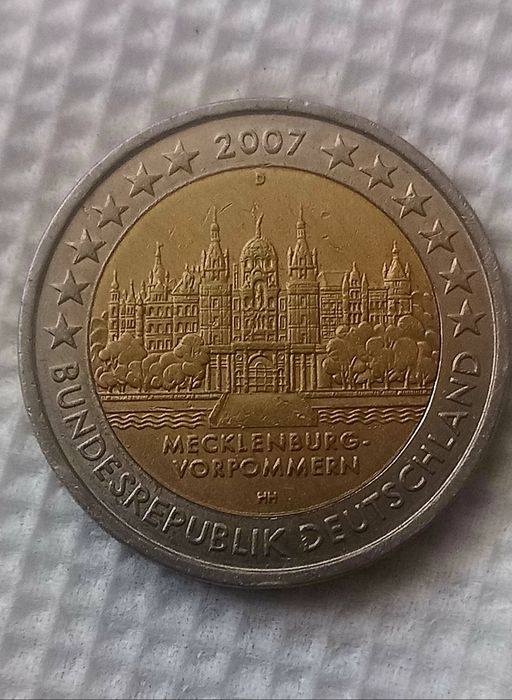 2007
D
MECKLENBURG-
VORPOMMERN
HH
BUNDESREPUBLIK DEUTSCHLAND